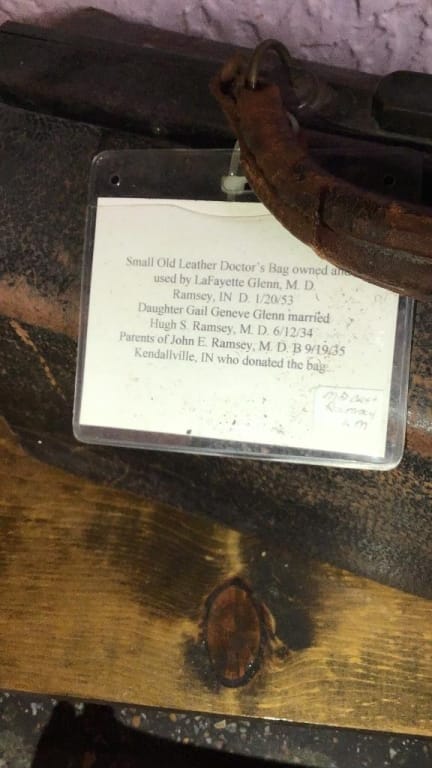 Small Old Leather Doctor's Bag owned and
used by LaFayette Glenn, M. D.
Ramsey, IN D. 1/20/53
Daughter Gail Geneve Glenn married
Hugh S. Ramsey, M. D. 6/12/34
Parents of John E. Ramsey, M. D. B 9/19/35
Kendallville, IN who donated the bag.
Ramsey